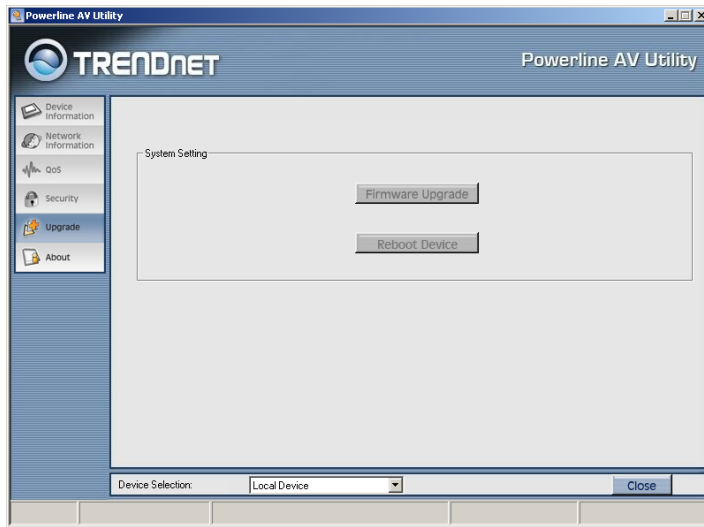 Powerline AV Utility
TRENDnet
Powerline AV Utility
Device
Information
Network
Information
QoS
Security
Upgrade
About
System Setting
Firmware Upgrade
Reboot Device
Device Selection:
Local Device
Close